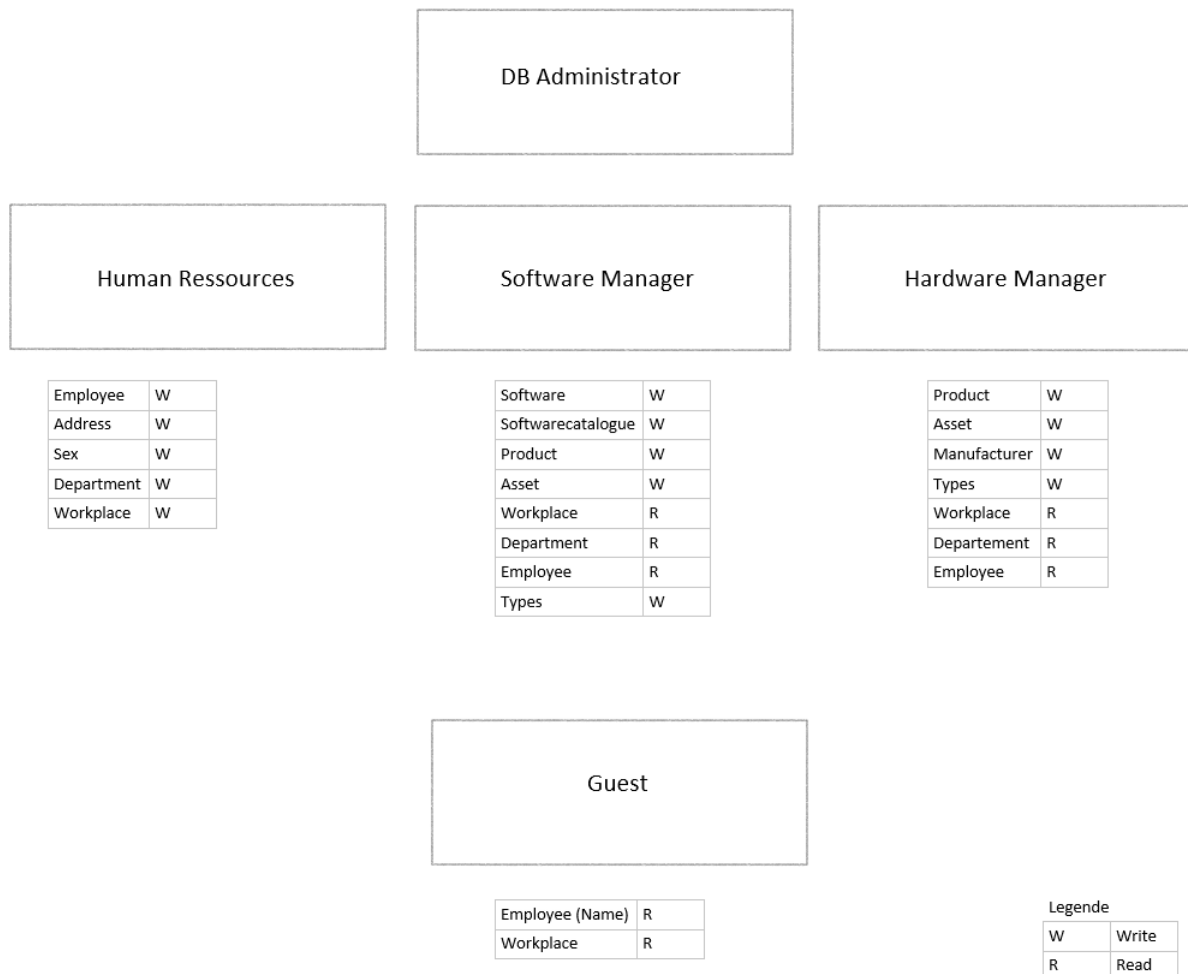 DB Administrator
Human Ressources
Software Manager
Hardware Manager
Employee W
Address W
Sex W
Department W
Workplace W
Software W
Softwarecatalogue W
Product W
Asset W
Workplace R
Department R
Employee R
Types W
Product W
Asset W
Manufacturer W
Types W
Workplace R
Departement R
Employee R
Guest
Employee (Name) R
Workplace R
Legende
W Write
R Read